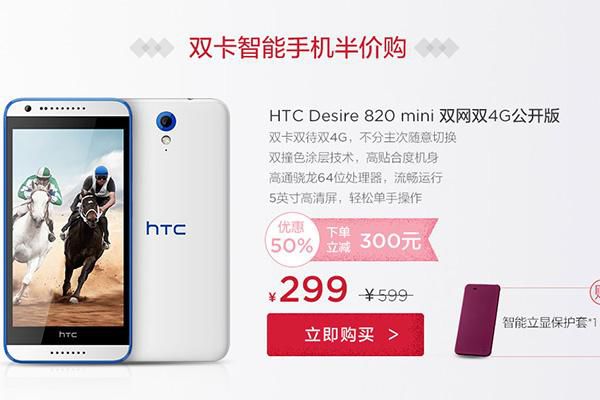 双卡智能手机半价购
HTC Desire 820 mini 双网双4G公开版
双卡双待双4G，不分主次随意切换
双撞色涂层技术，高贴合度机身
高通骁龙64位处理器，流畅运行
5英寸高清屏，轻松单手操作
优惠
50%
下单
立减
300元
¥299 ¥599
立即购买 >
智能立显保护套*1
hTC
hTC